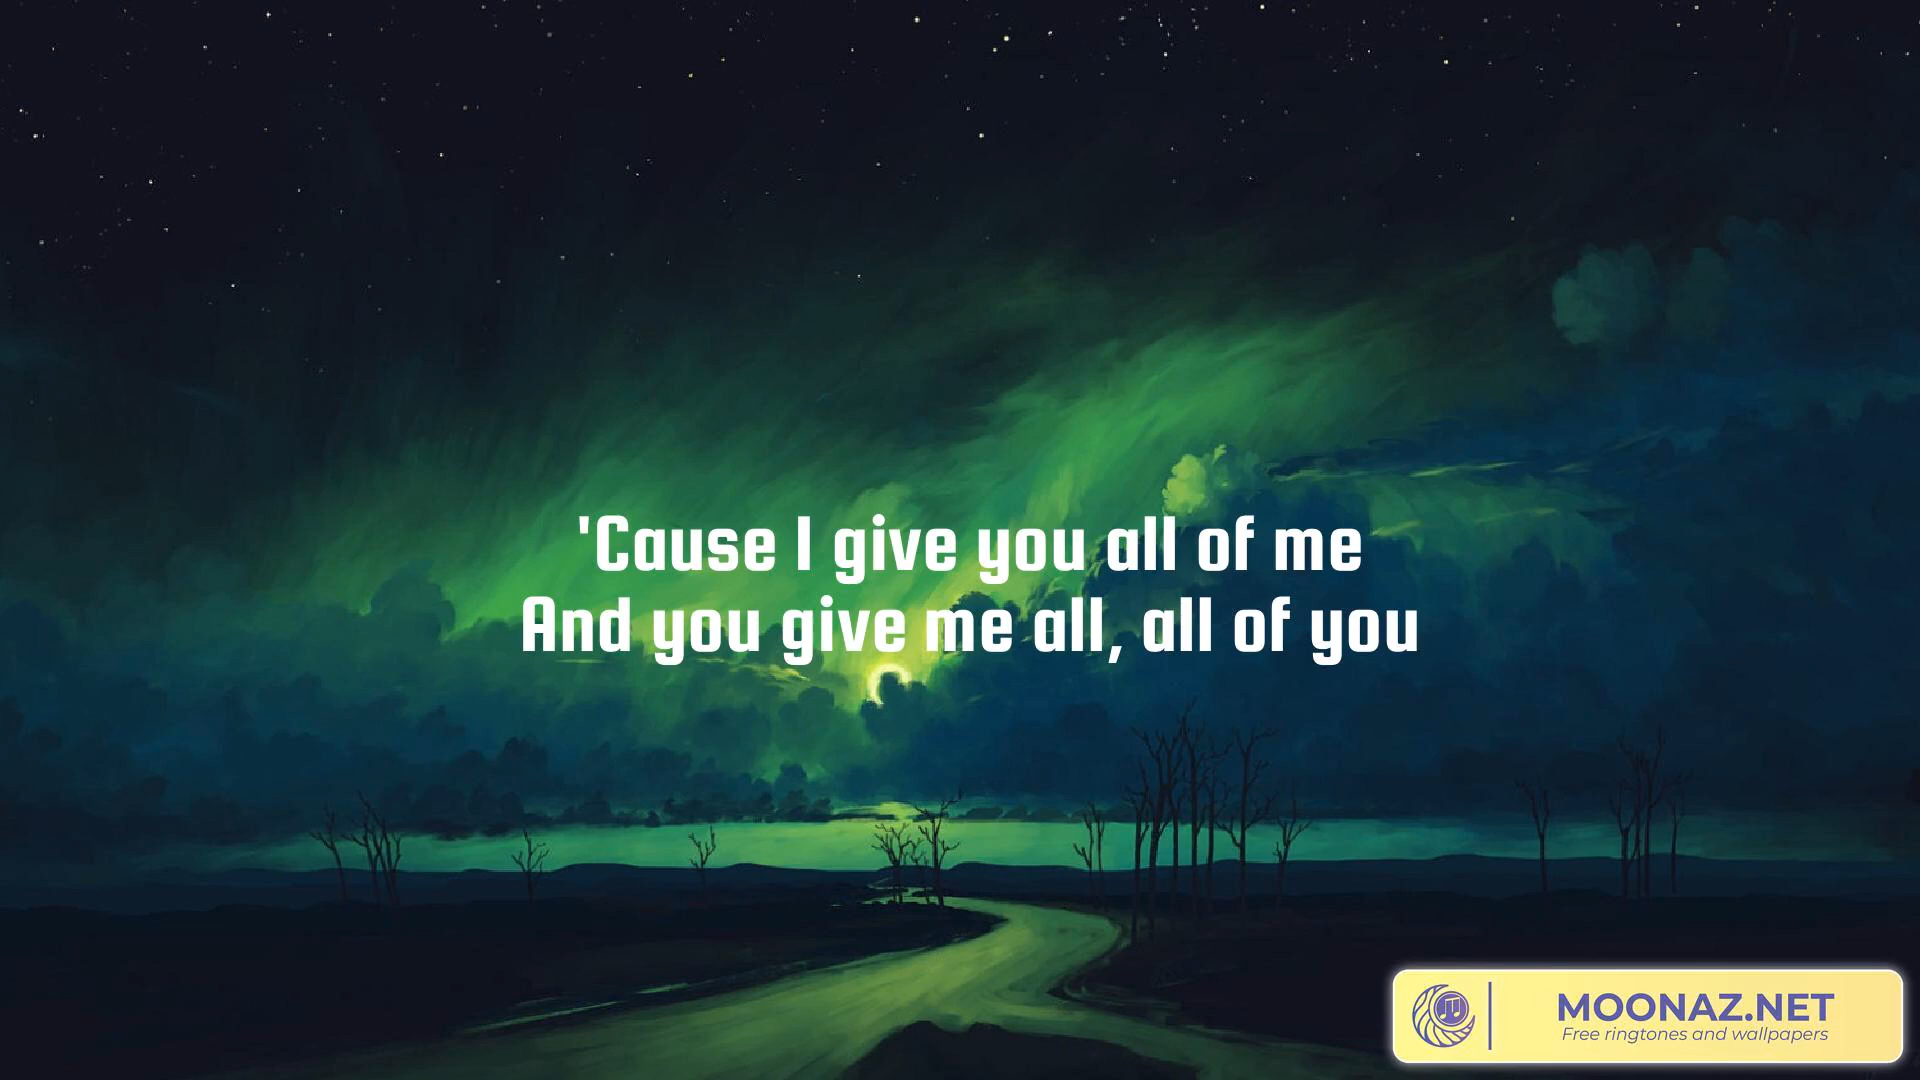 'Cause I give you all of me
And you give me all, all of you
MOONAZ.NET
Free ringtones and wallpapers